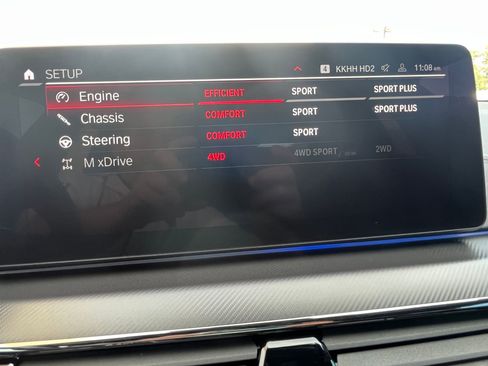 SETUP 4 KKHH HD2 11:08 am
Engine EFFICIENT SPORT SPORT PLUS
Chassis COMFORT SPORT SPORT PLUS
Steering COMFORT SPORT
M xDrive 4WD 4WD SPORT 2WD